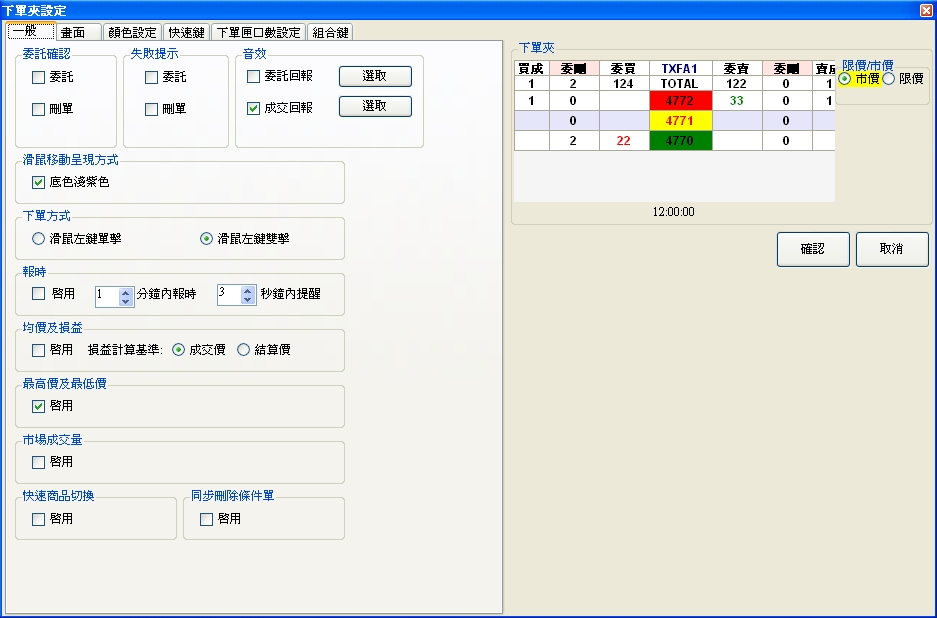 下單夾設定
一般 畫面 顏色設定 快速鍵 下單匣口數設定 組合鍵
委託確認
委託
刪單
失敗提示
委託
刪單
音效
委託回報 選取
成交回報 選取
滑鼠移動呈現方式
底色淺紫色
下單方式
滑鼠左鍵單擊 滑鼠左鍵雙擊
報時
啓用 1 分鐘內報時 3 秒鐘內提醒
均價及損益
啓用 損益計算基準: 成交價 結算價
最高價及最低價
啓用
市場成交量
啓用
快速商品切換
啓用
同步刪除條件單
啓用
下單夾
買成 委刪 委買 TXFA1 委賣 委刪 賣成
1 2 124 TOTAL 122 0 1
1 0 4772 33 0 1
0 4771 0
2 22 4770 0
12:00:00
限價/市價
市價 限價
確認 取消